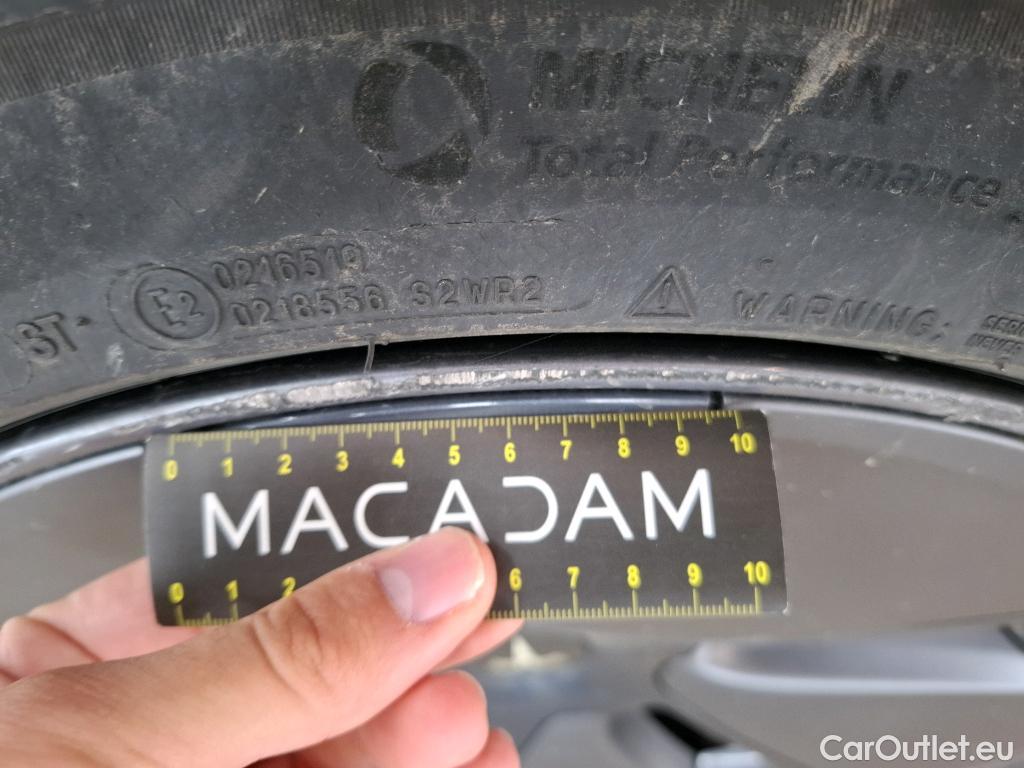 MICHELIN
Total Performance
0216519
E2
0218556 S2WR2
ST
WARNING:
0 1 2 3 4 5 6 7 8 9 10
MACADAM
0 1 2 6 7 8 9 10
CarOutlet.eu